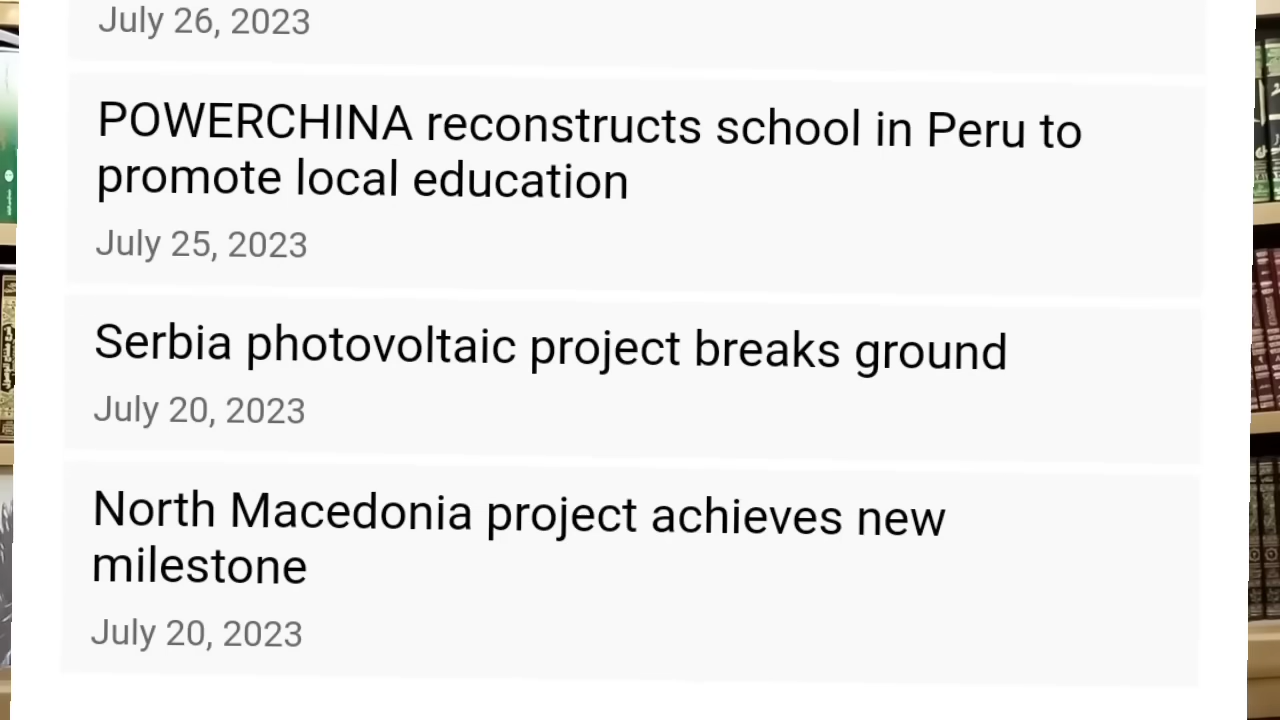 July 26, 2023
POWERCHINA reconstructs school in Peru to
promote local education
July 25, 2023
Serbia photovoltaic project breaks ground
July 20, 2023
North Macedonia project achieves new
milestone
July 20, 2023